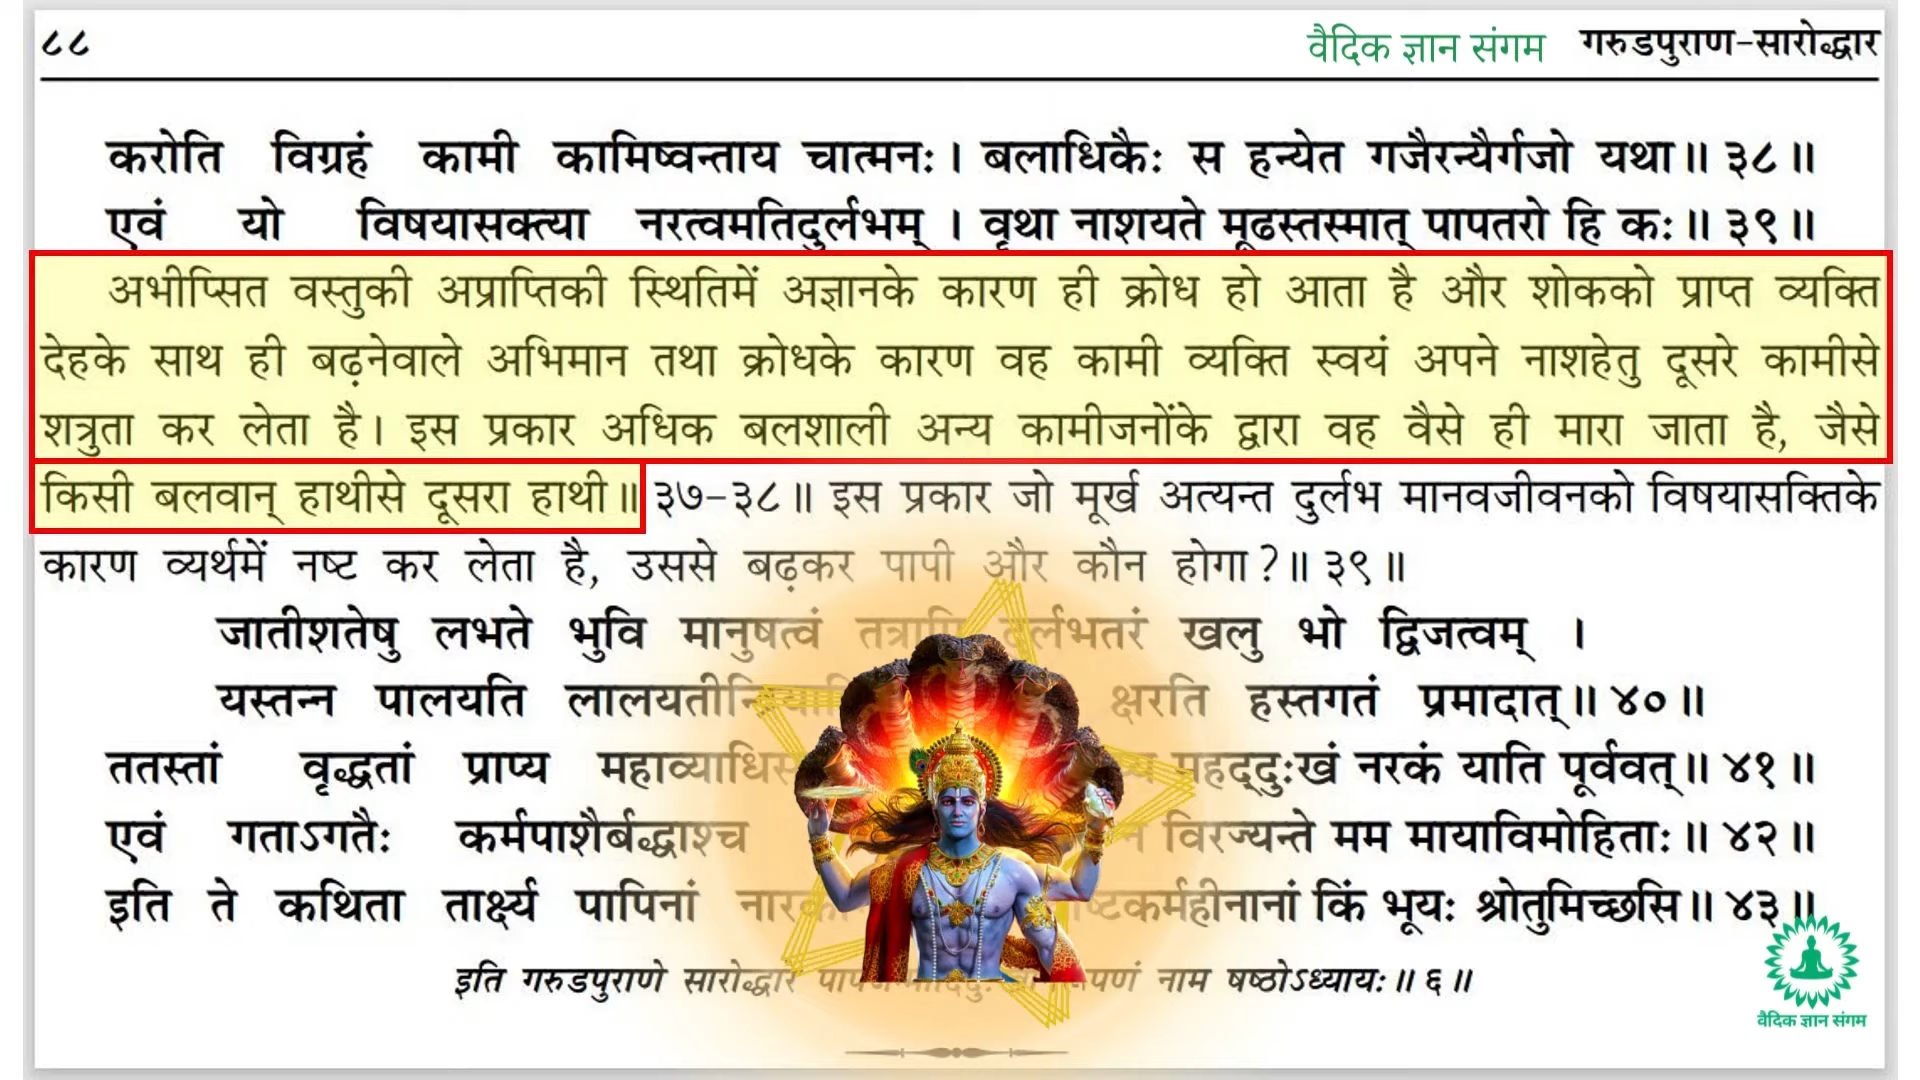 ८८
वैदिक ज्ञान संगम गरुडपुराण-सारोद्धार
करोति विग्रहं कामी कामिष्वन्ताय चात्मनः। बलाधिकैः स हन्येत गजैरन्यैर्गजो यथा॥ ३८॥
एवं यो विषयासक्त्या नरत्वमतिदुर्लभम्। वृथा नाशयते मूढस्तस्मात् पापतरो हि कः॥ ३९॥
अभीप्सित वस्तुकी अप्राप्तिकी स्थितिमें अज्ञानके कारण ही क्रोध हो आता है और शोकको प्राप्त व्यक्ति
देहके साथ ही बढ़नेवाले अभिमान तथा क्रोधके कारण वह कामी व्यक्ति स्वयं अपने नाशहेतु दूसरे कामीसे
शत्रुता कर लेता है। इस प्रकार अधिक बलशाली अन्य कामीजनोंके द्वारा वह वैसे ही मारा जाता है, जैसे
किसी बलवान् हाथीसे दूसरा हाथी॥ ३७-३८॥ इस प्रकार जो मूर्ख अत्यन्त दुर्लभ मानवजीवनको विषयासक्तिके
कारण व्यर्थमें नष्ट कर लेता है, उससे बढ़कर पापी और कौन होगा?॥ ३९॥
जातीशतेषु लभते भुवि मानुषत्वं खलु भो द्विजत्वम् ।
यस्तन्न पालयति क्षरति हस्तगतं प्रमादात्॥ ४०॥
ततस्तां वृद्धतां प्राप्य महद्दुःखं नरकं याति पूर्ववत्॥ ४१॥
एवं गताऽगतैः कर्मपाशैर्बद्धाश्च विरज्यन्ते मम मायाविमोहिताः॥ ४२॥
इति ते कथिता तार्क्ष्य पापिनां किं भूयः श्रोतुमिच्छसि॥ ४३॥
इति गरुडपुराणे सारोद्धारे नाम षष्ठोऽध्यायः॥ ६॥
वैदिक ज्ञान संगम